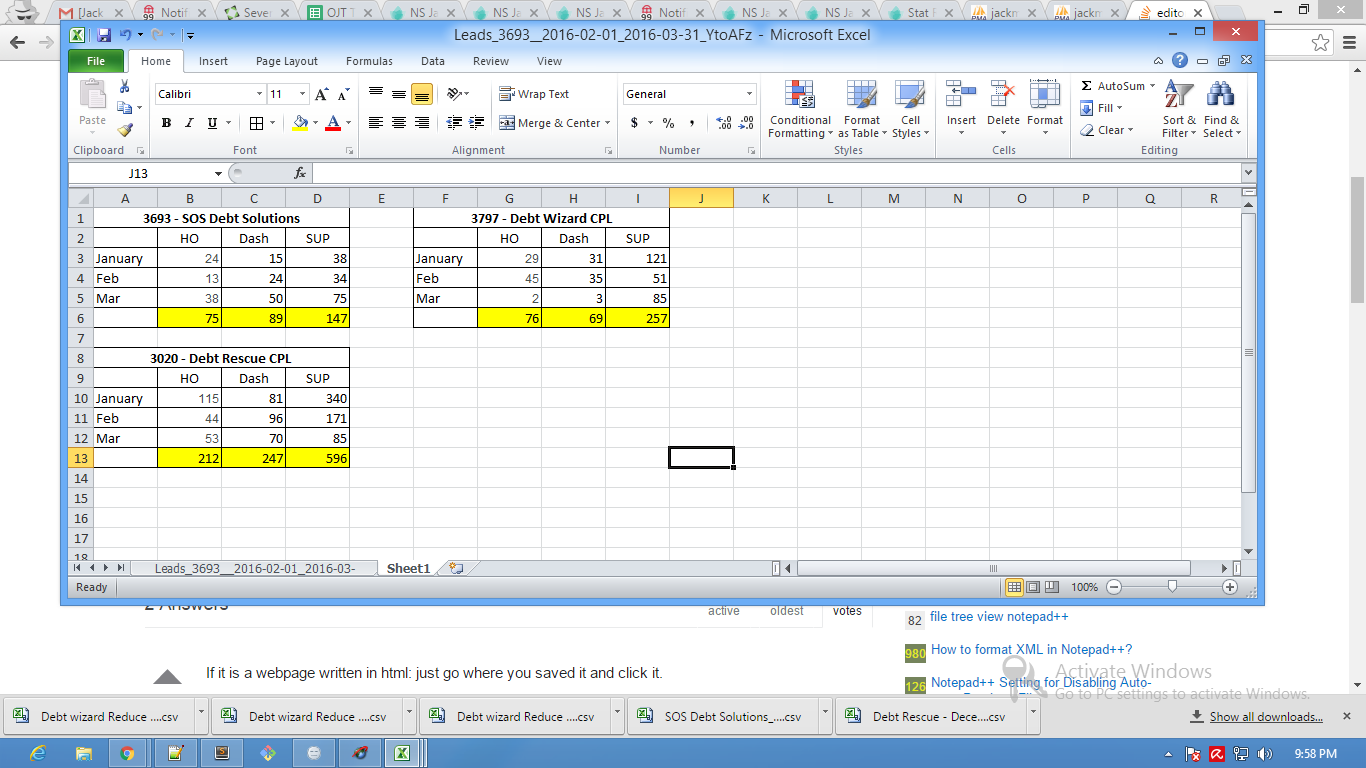 [Jack
Notif
Seve
OJT T
NS Ja
NS Ja
NS Ja
Notif
NS Ja
NS Ja
Stat
jackm
jackm
edito
Leads_3693__2016-02-01_2016-03-31_YtoAFz - Microsoft Excel
File Home Insert Page Layout Formulas Data Review View
Paste
Calibri 11
Wrap Text
General
Conditional Formatting
Format as Table
Cell Styles
Insert Delete Format
AutoSum
Fill
Clear
Sort & Filter
Find & Select
B I U A
Merge & Center
$ % ,
Clipboard Font Alignment Number Styles Cells Editing
J13 fx
A B C D E F G H I J K L M N O P Q R
1 3693 - SOS Debt Solutions 3797 - Debt Wizard CPL
2 HO Dash SUP HO Dash SUP
3 January 24 15 38 January 29 31 121
4 Feb 13 24 34 Feb 45 35 51
5 Mar 38 50 75 Mar 2 3 85
6 75 89 147 76 69 257
7
8 3020 - Debt Rescue CPL
9 HO Dash SUP
10 January 115 81 340
11 Feb 44 96 171
12 Mar 53 70 85
13 212 247 596
14
15
16
17
18
Leads_3693__2016-02-01_2016-03- Sheet1
Ready 100%
2 Answers
active oldest votes
82 file tree view notepad++
980 How to format XML in Notepad++?
126 Notepad++ Setting for Disabling Auto-
If it is a webpage written in html: just go where you saved it and click it.
Activate Windows
Go to PC settings to activate Windows.
Debt wizard Reduce ....csv
Debt wizard Reduce ....csv
Debt wizard Reduce ....csv
SOS Debt Solutions_....csv
Debt Rescue - Dece....csv
Show all downloads...
9:58 PM